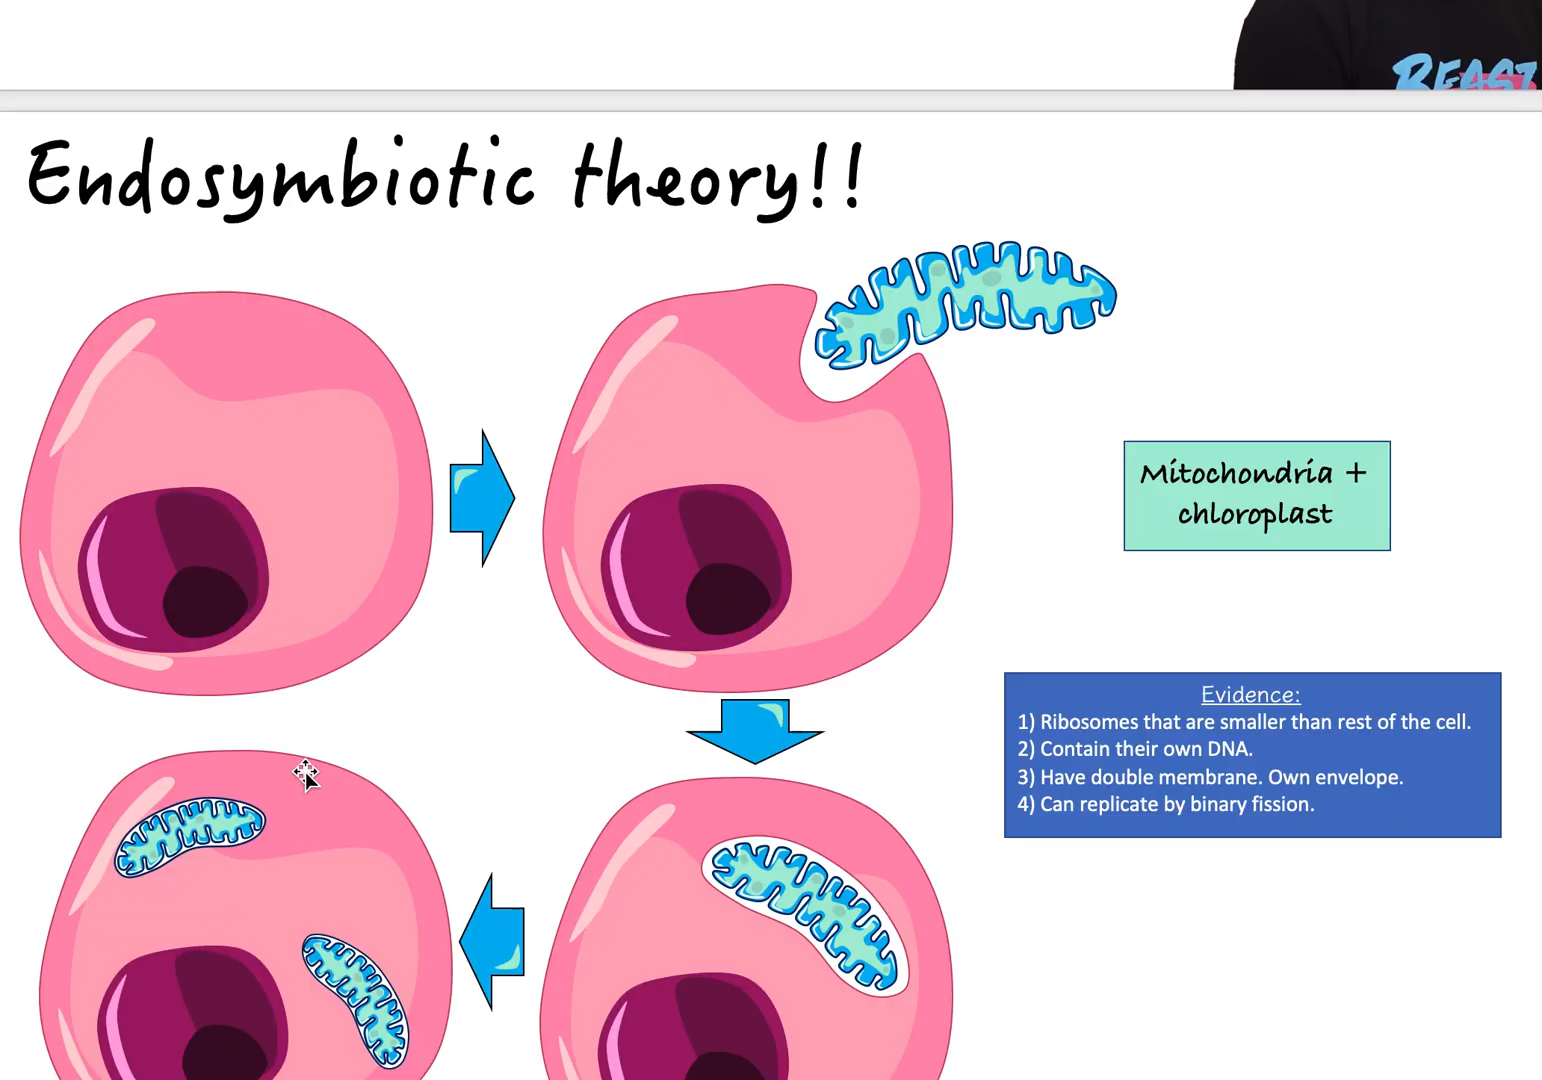 BEAST
Endosymbiotic theory!!
Mitochondria +
chloroplast
Evidence:
1) Ribosomes that are smaller than rest of the cell.
2) Contain their own DNA.
3) Have double membrane. Own envelope.
4) Can replicate by binary fission.